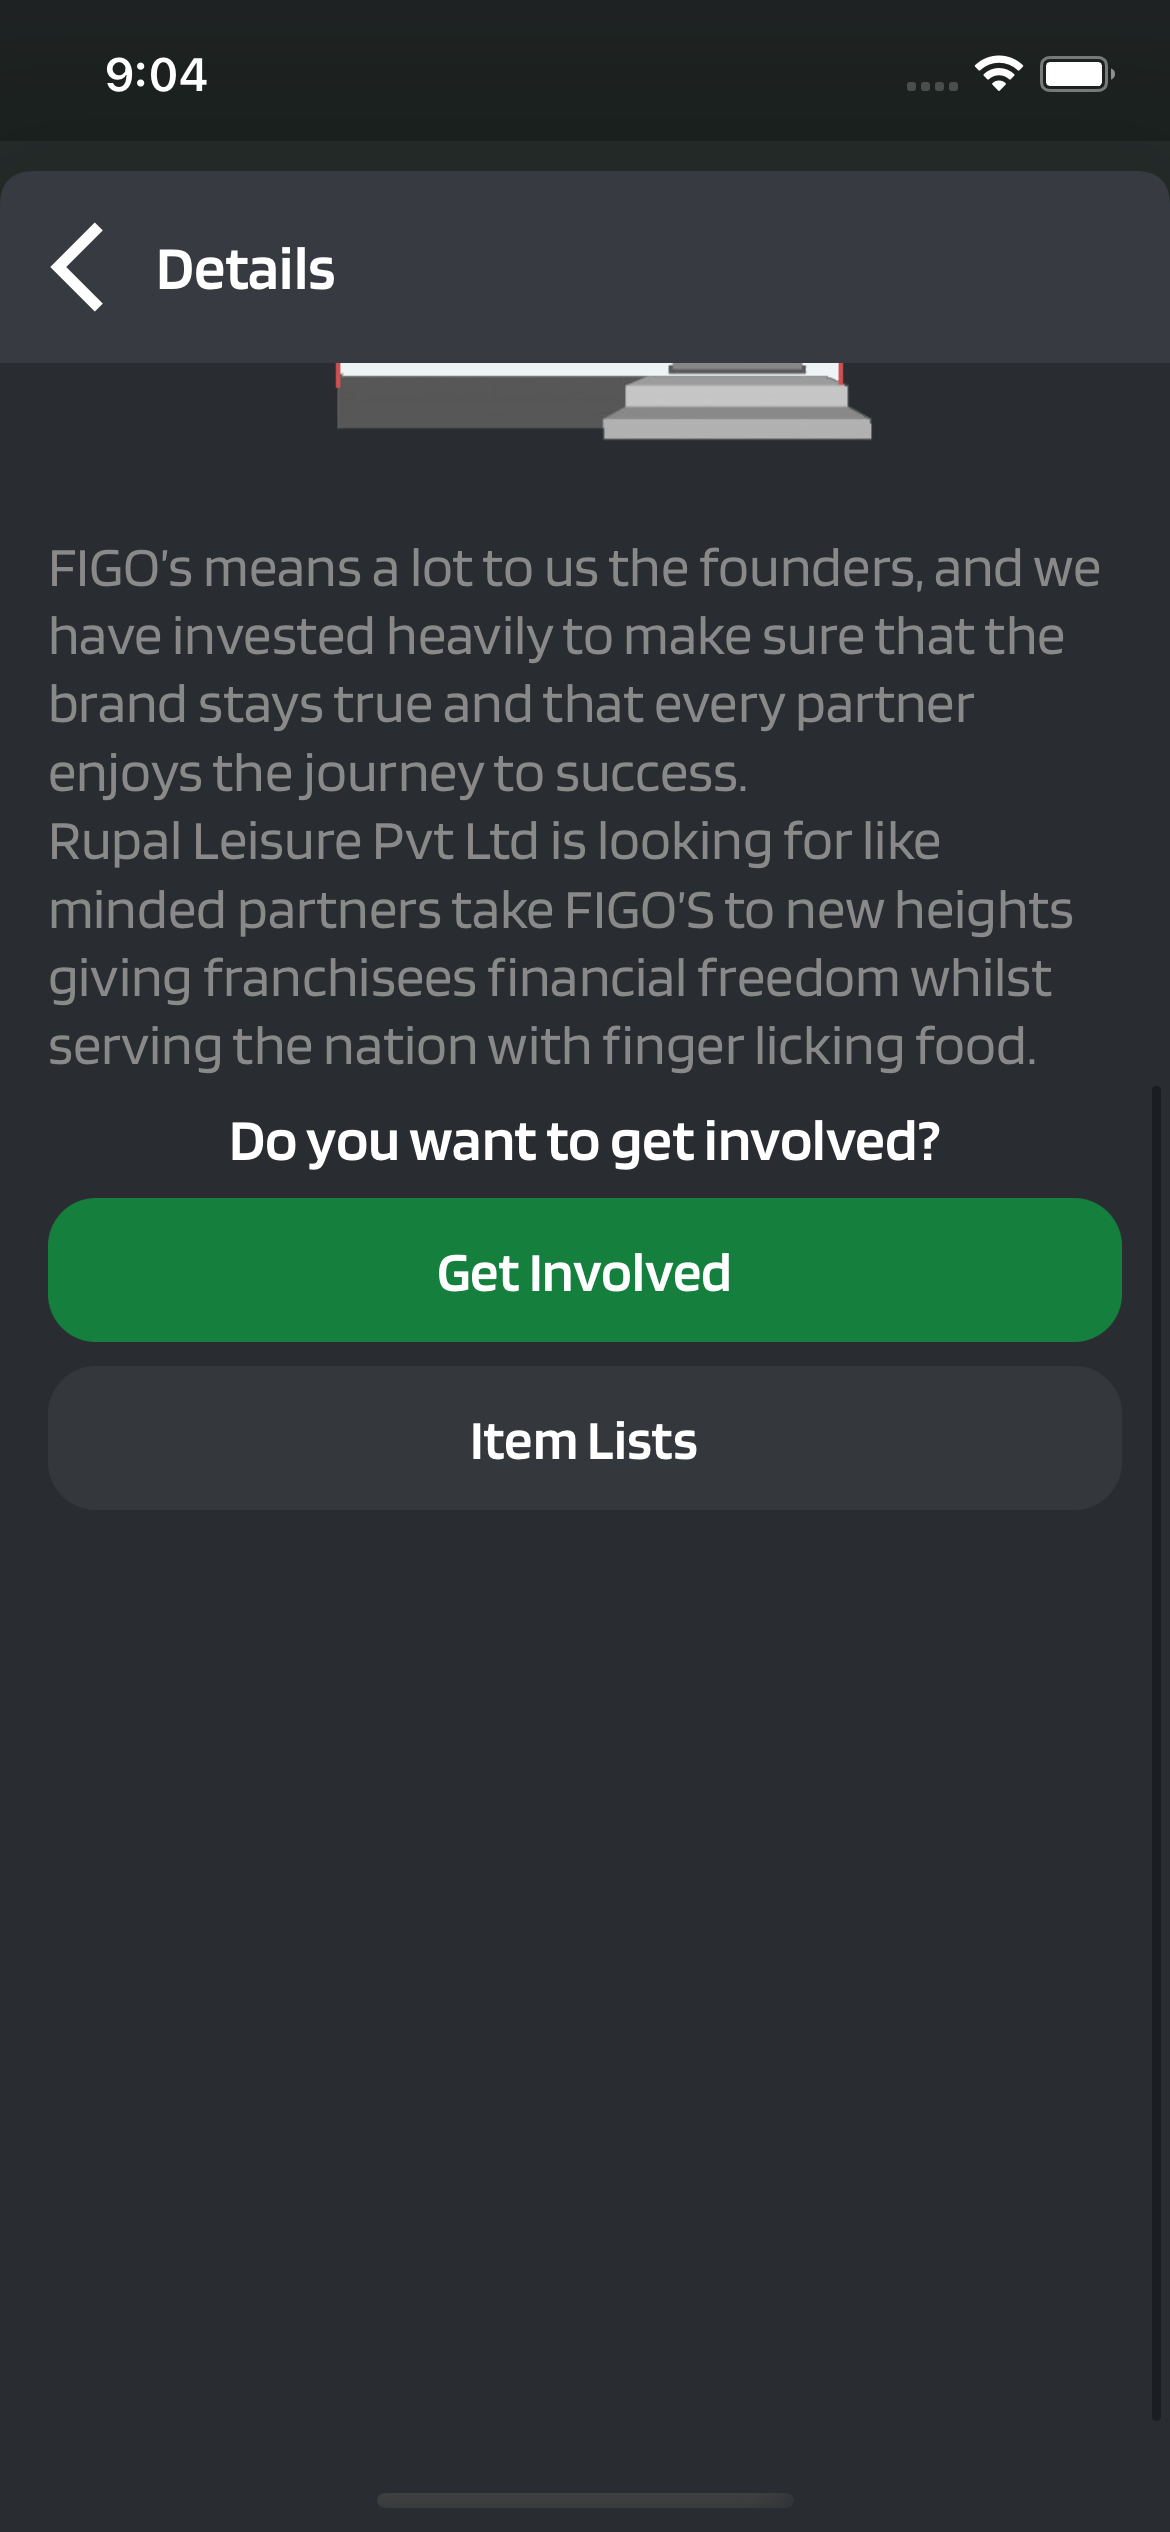 9:04
Details
FIGO's means a lot to us the founders, and we
have invested heavily to make sure that the
brand stays true and that every partner
enjoys the journey to success.
Rupal Leisure Pvt Ltd is looking for like
minded partners take FIGO'S to new heights
giving franchisees financial freedom whilst
serving the nation with finger licking food.
Do you want to get involved?
Get Involved
Item Lists